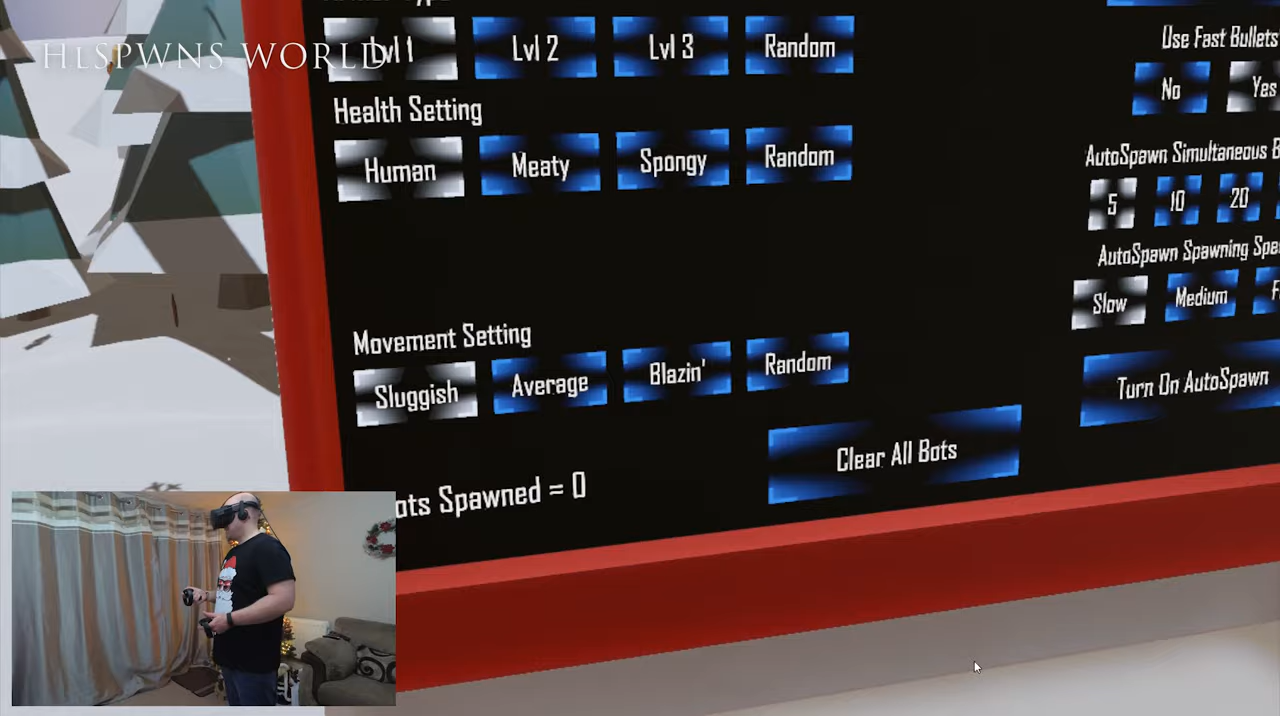 HLSPWNS WORLD
Lvl 1 Lvl 2 Lvl 3 Random
Health Setting
Human Meaty Spongy Random
Movement Setting
Sluggish Average Blazin' Random
ots Spawned = 0
Clear All Bots
Use Fast Bullets
No Yes
AutoSpawn Simultaneous B
5 10 20
AutoSpawn Spawning Spe
Slow Medium F
Turn On AutoSpawn